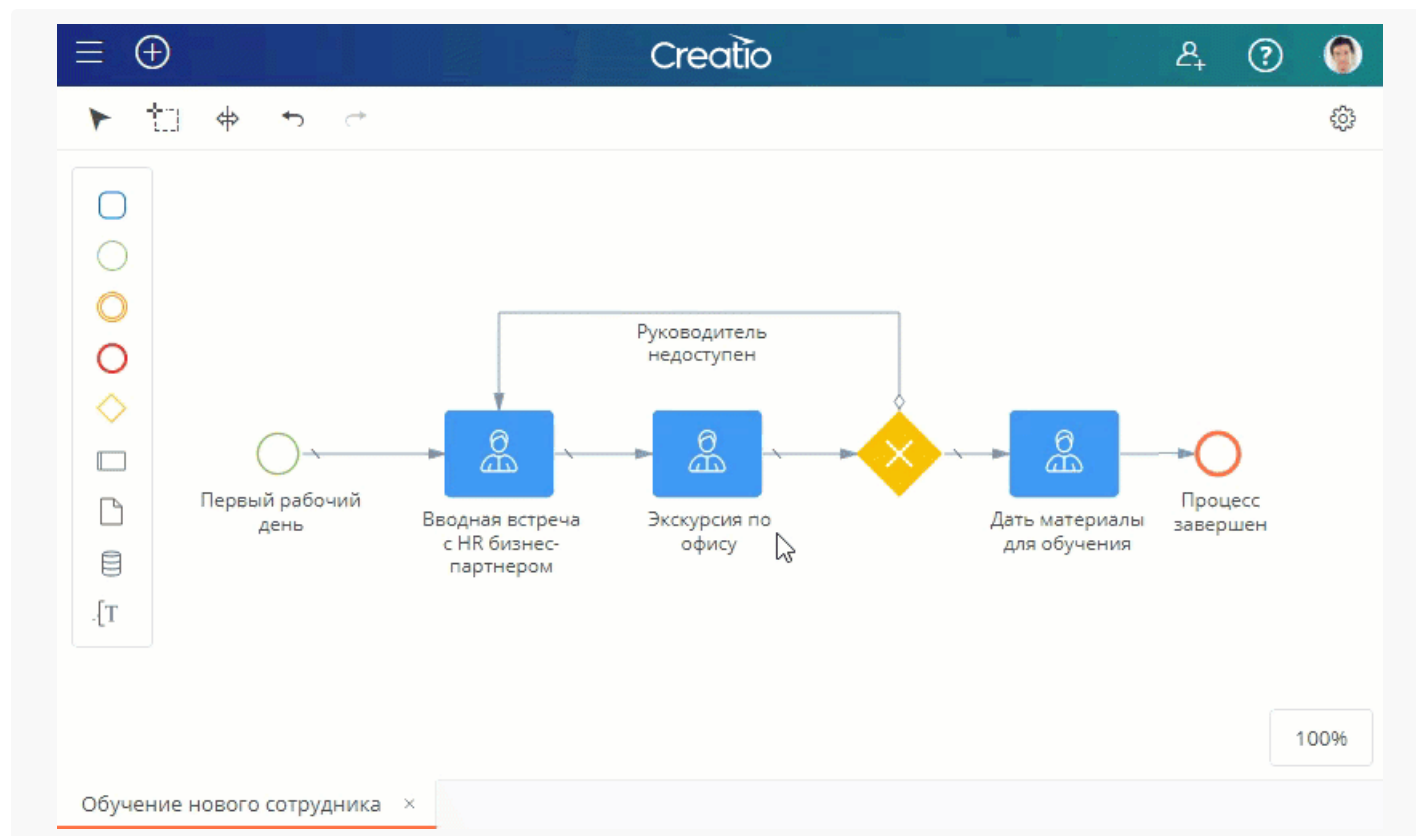 Creatio
Руководитель
недоступен
Первый рабочий
день
Вводная встреча
с HR бизнес-
партнером
Экскурсия по
офису
Дать материалы
для обучения
Процесс
завершен
T
100%
Обучение нового сотрудника ×